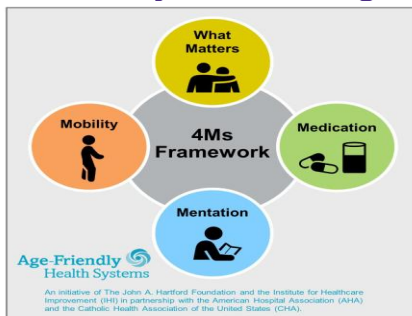 What
Matters
Mobility
4Ms
Framework
Medication
Mentation
Age-Friendly
Health Systems
An initiative of The John A. Hartford Foundation and the Institute for Healthcare
Improvement (IHI) in partnership with the American Hospital Association (AHA)
and the Catholic Health Association of the United States (CHA).